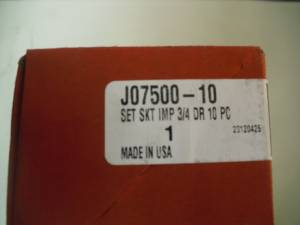 J07500-10
SET SKT IMP 3/4 DR 10 PC
1 20120425
MADE IN USA